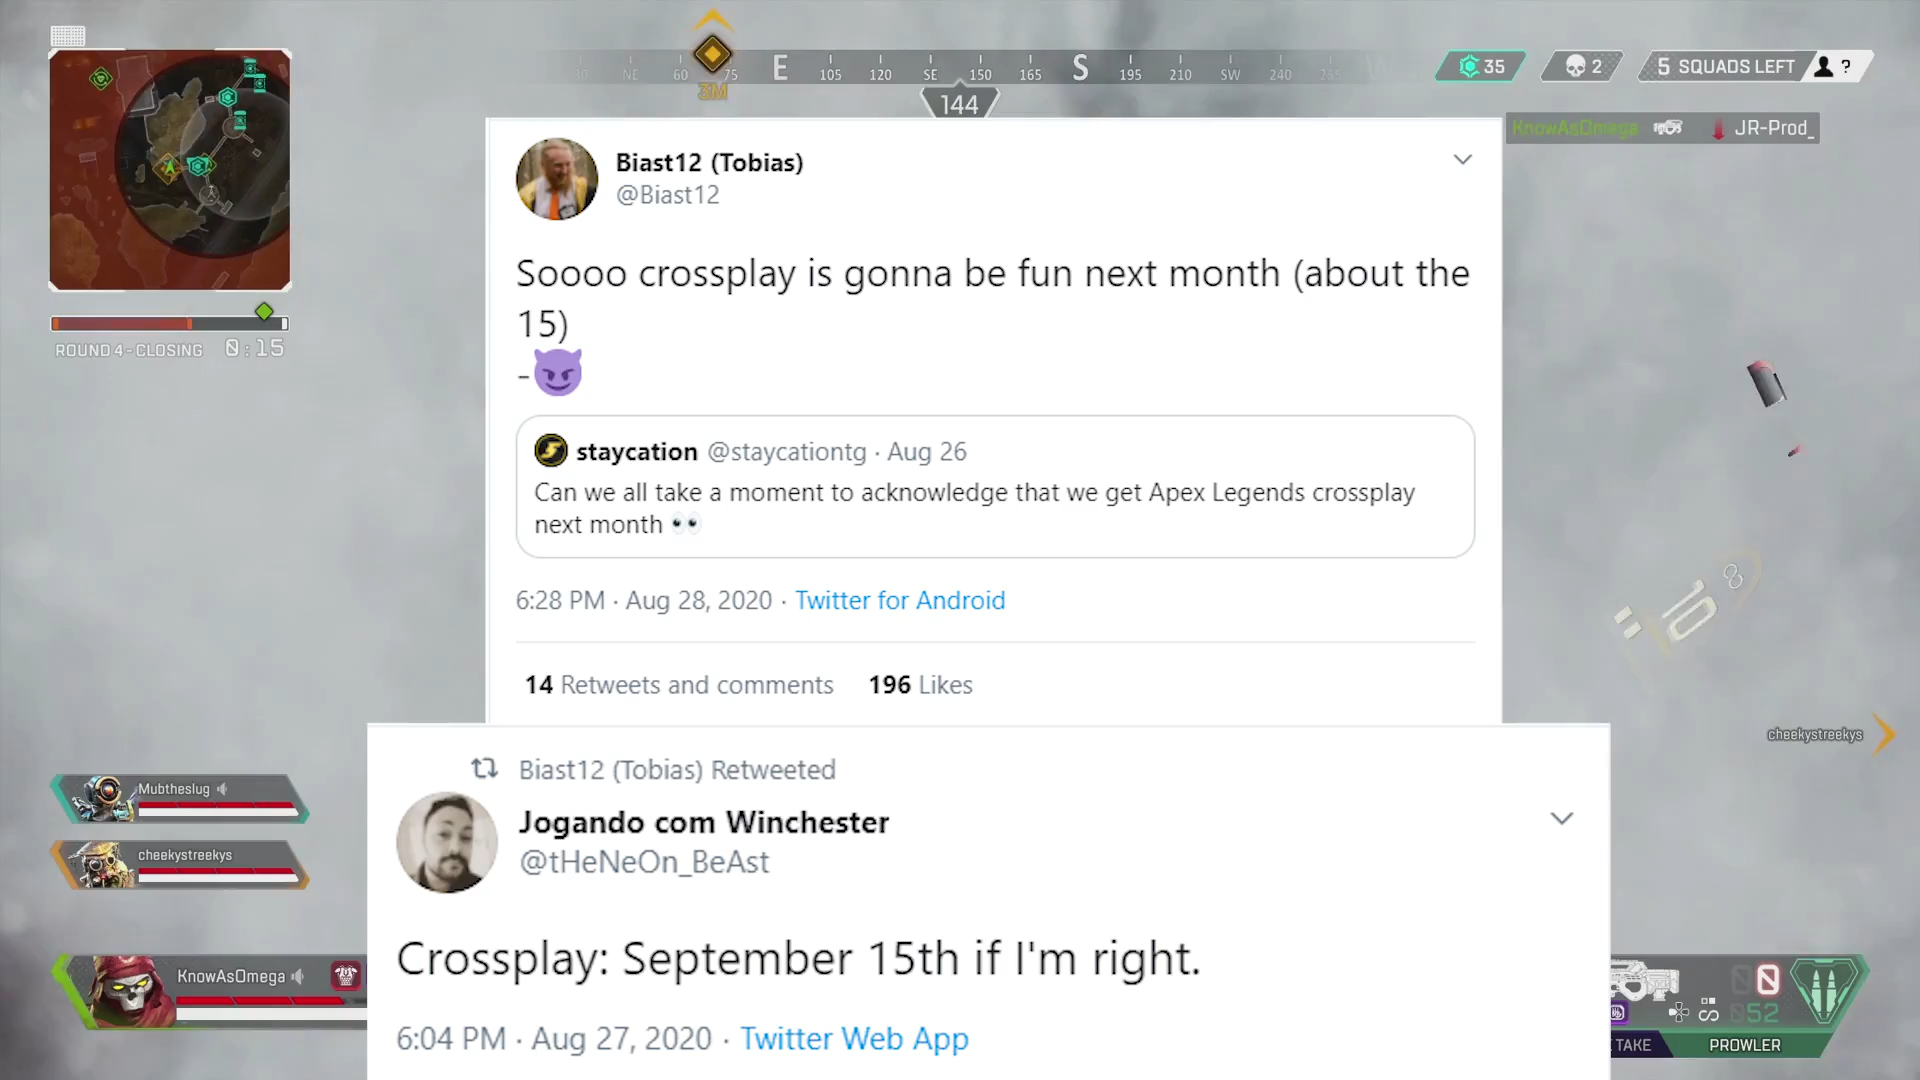 NE 60 75 E 105 120 SE 150 165 S 195 210 SW 240
3M
144
35
2
5 SQUADS LEFT
?
KnowAsOmega JR-Prod_
ROUND 4 - CLOSING 0:15
Biast12 (Tobias)
@Biast12
Soooo crossplay is gonna be fun next month (about the
15)
-😈
staycation @staycationtg · Aug 26
Can we all take a moment to acknowledge that we get Apex Legends crossplay
next month 👀
6:28 PM · Aug 28, 2020 · Twitter for Android
14 Retweets and comments 196 Likes
cheekystreekys
Biast12 (Tobias) Retweeted
Jogando com Winchester
@tHeNeOn_BeAst
Crossplay: September 15th if I'm right.
6:04 PM · Aug 27, 2020 · Twitter Web App
Mubtheslug
cheekystreekys
KnowAsOmega
0
52
TAKE
PROWLER